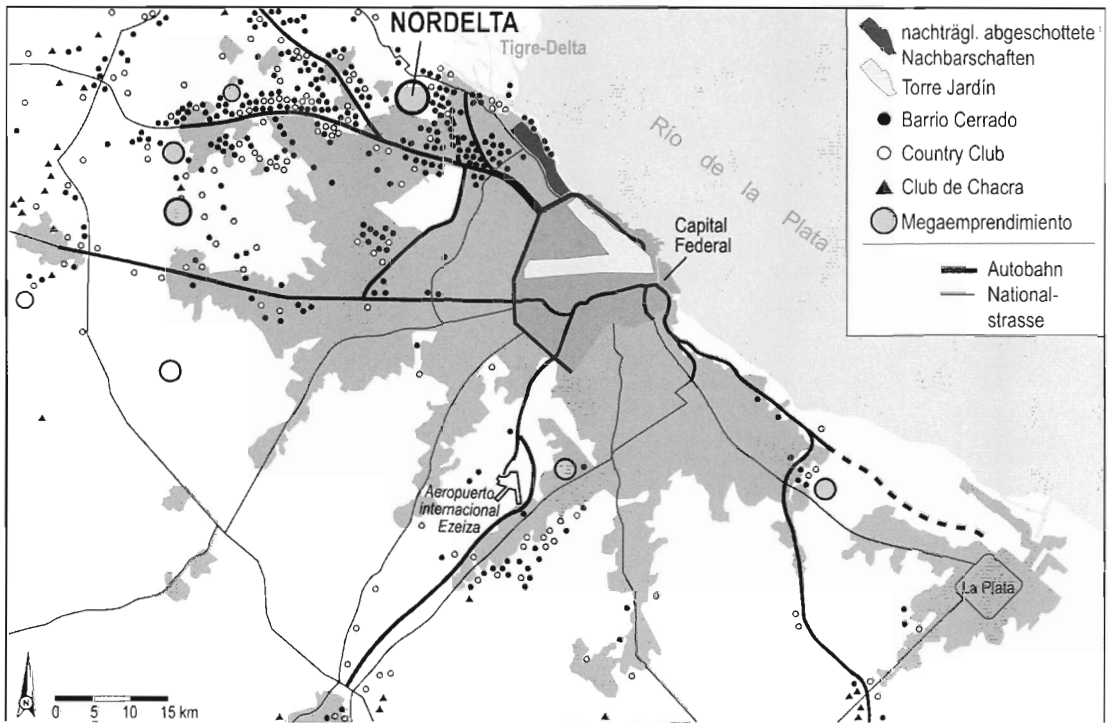 NORDELTA
Tigre-Delta
Río de la Plata
Capital
Federal
Aeropuerto
internacional
Ezeiza
La Plata
N
0 5 10 15 km
nachträgl. abgeschottete
Nachbarschaften
Torre Jardín
Barrio Cerrado
Country Club
Club de Chacra
Megaemprendimiento
Autobahn
National-
strasse